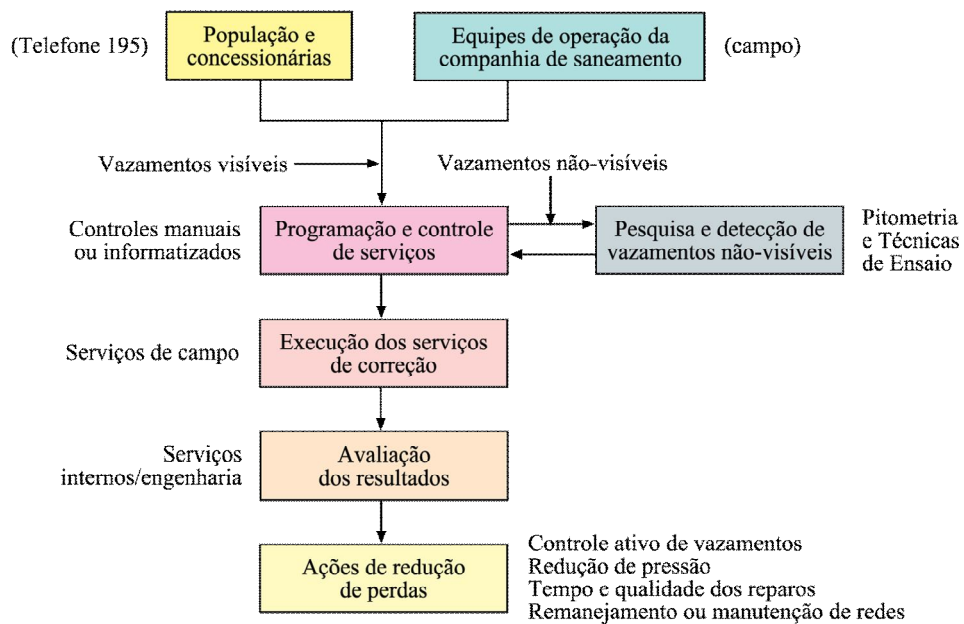 (Telefone 195)
População e
concessionárias
Equipes de operação da
companhia de saneamento
(campo)
Vazamentos visíveis
Vazamentos não-visíveis
Controles manuais
ou informatizados
Programação e controle
de serviços
Pesquisa e detecção de
vazamentos não-visíveis
Pitometria
e Técnicas
de Ensaio
Serviços de campo
Execução dos serviços
de correção
Serviços
internos/engenharia
Avaliação
dos resultados
Ações de redução
de perdas
Controle ativo de vazamentos
Redução de pressão
Tempo e qualidade dos reparos
Remanejamento ou manutenção de redes